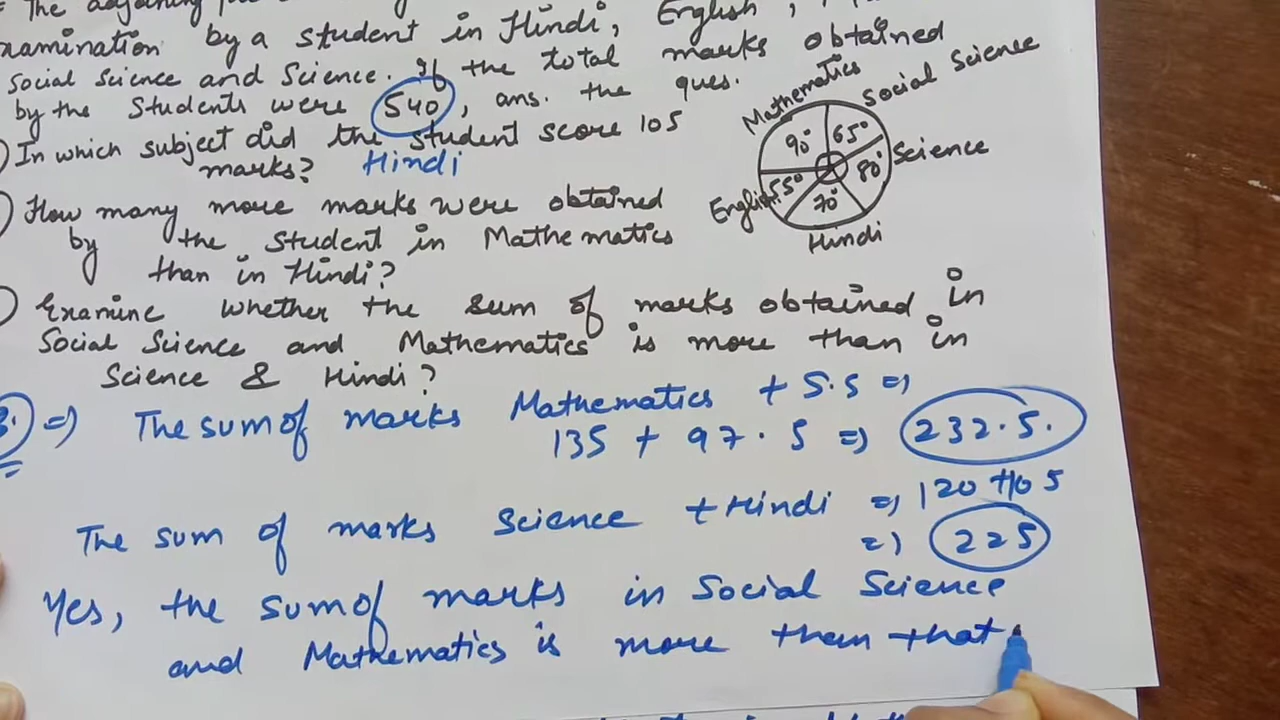 The adjoining
xamination by a student in Hindi, English,
Social Science and Science. If the total marks obtained
by the Students were 540, ans. the ques.
In which subject did the student score 105
marks? Hindi
How many more marks were obtained
by the student in Mathematics
than in Hindi?
Examine whether the sum of marks obtained in
Social Science and Mathematics is more than in
Science & Hindi?
Mathematics
Social Science
90° 65°
Science
80°
English 55°
70°
Hindi
3. => The sum of marks Mathematics + S.S =>
135 + 97.5 => 232.5.
The sum of marks Science + Hindi => 120 + 105
=> 225
Yes, the sum of marks in Social Science
and Mathematics is more than that